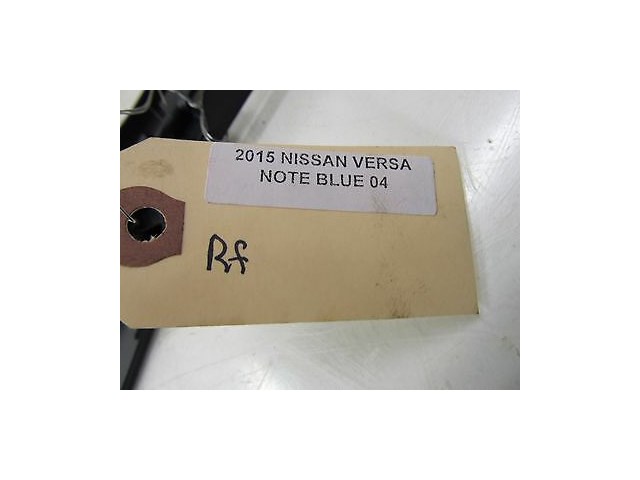 2015 NISSAN VERSA
NOTE BLUE 04
Rf